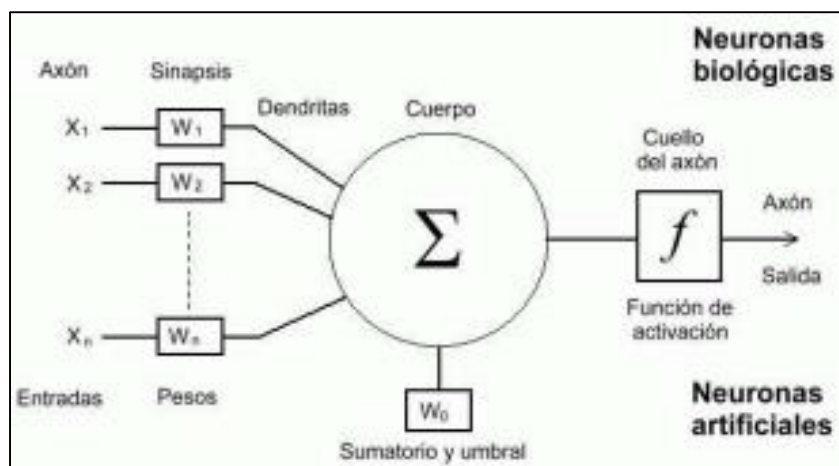 Neuronas
biológicas
Axón
Sinapsis
Dendritas
Cuerpo
Cuello
del axón
X₁
W₁
X₂
W₂
Σ
f
Axón
Salida
Xₙ
Wₙ
Función de
activación
Entradas
Pesos
W₀
Sumatorio y umbral
Neuronas
artificiales